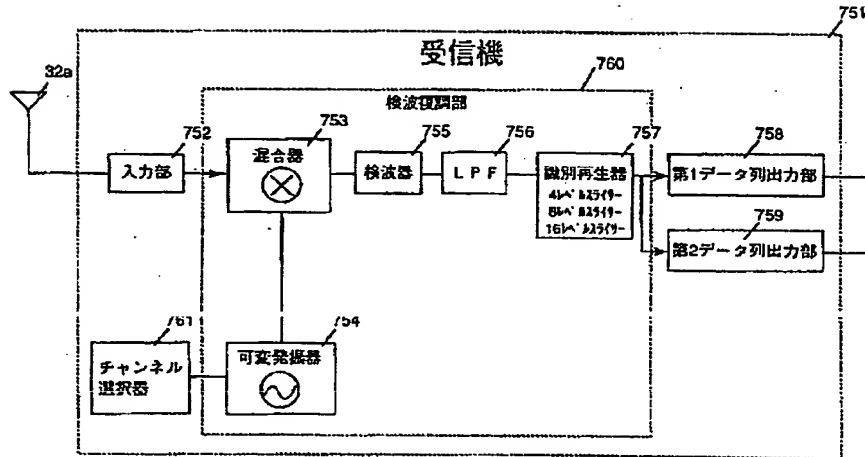 751
受信機
32a
760
検波復調部
752
入力部
753
混合器
755
検波器
756
LPF
757
識別再生器
4レベルスライサー
8レベルスライサー
16レベルスライサー
758
第1データ列出力部
759
第2データ列出力部
761
チャンネル
選択器
754
可変発振器